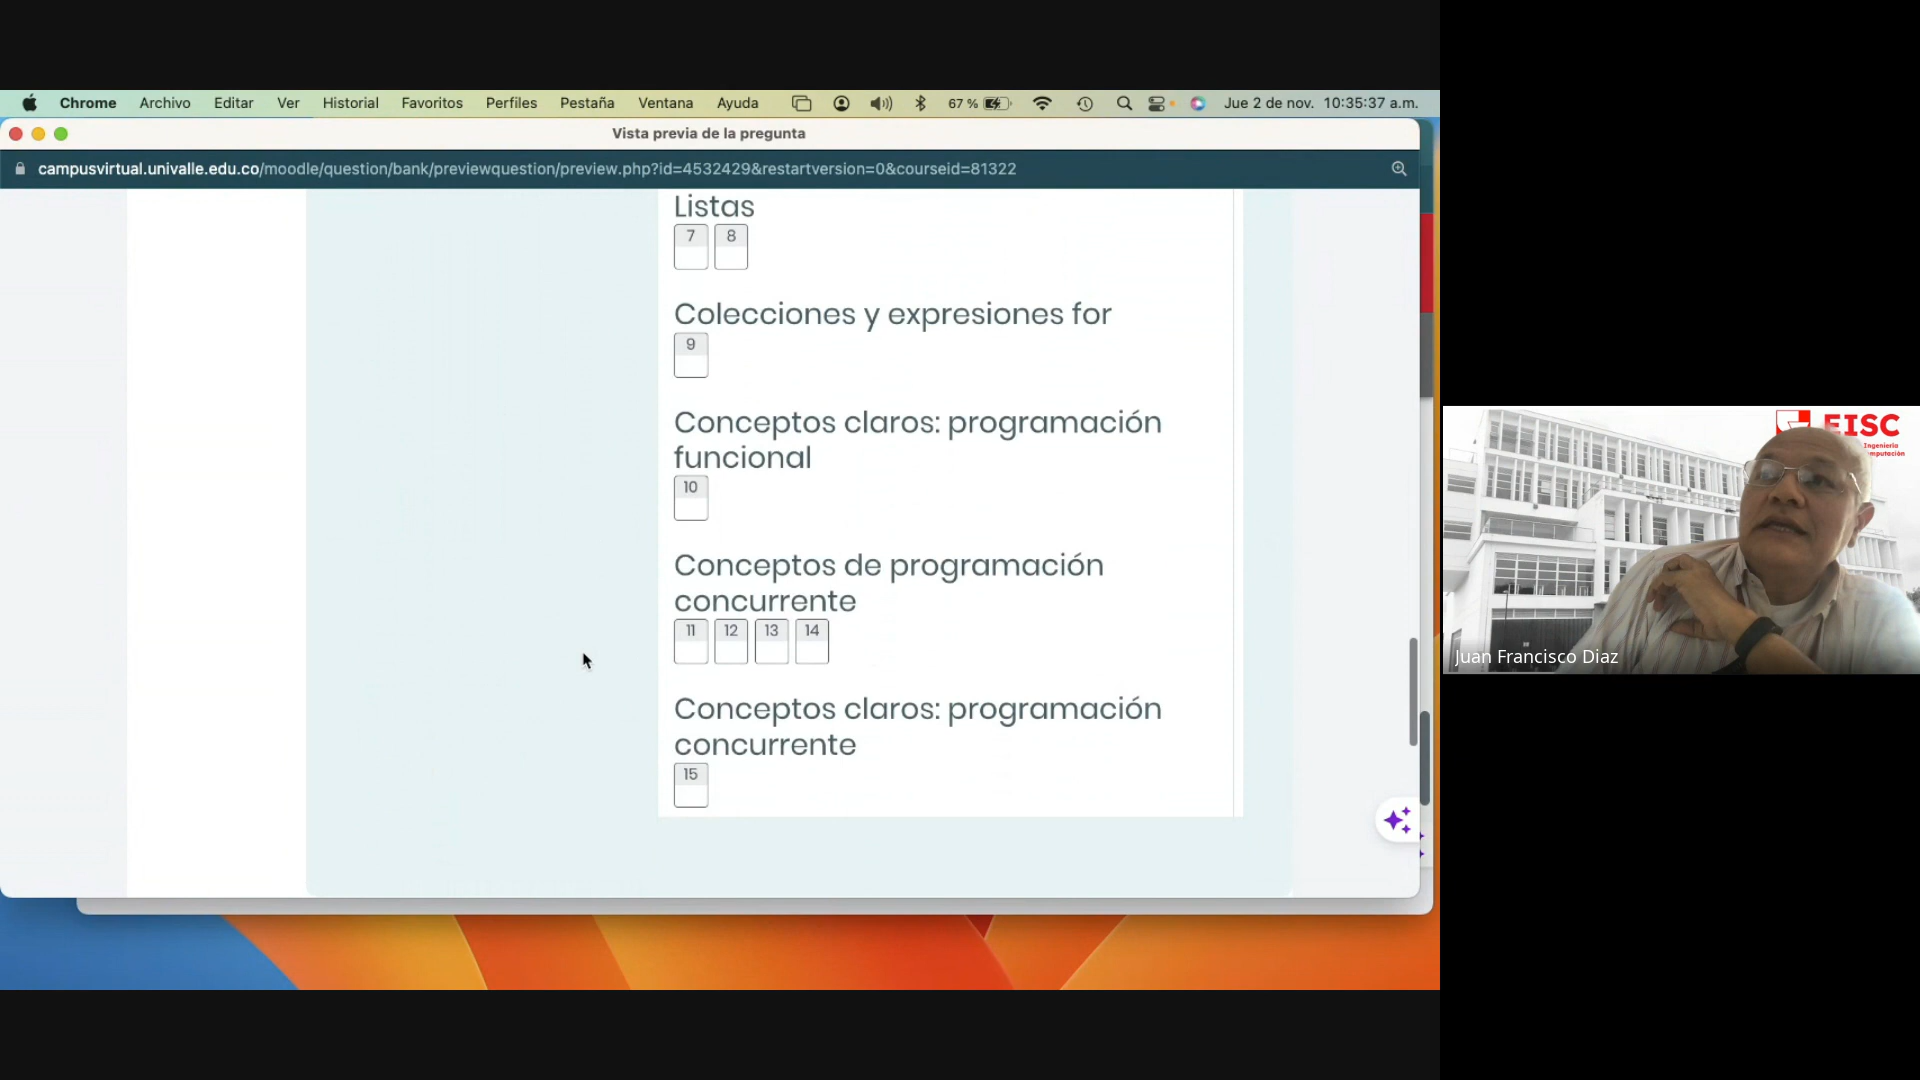 Chrome Archivo Editar Ver Historial Favoritos Perfiles Pestaña Ventana Ayuda 67 % Jue 2 de nov. 10:35:37 a.m.
Vista previa de la pregunta
campusvirtual.univalle.edu.co/moodle/question/bank/previewquestion/preview.php?id=4532429&restartversion=0&courseid=81322
Listas
7 8
Colecciones y expresiones for
9
Conceptos claros: programación
funcional
10
Conceptos de programación
concurrente
11 12 13 14
Conceptos claros: programación
concurrente
15
EISC
Ingeniería
Juan Francisco Diaz